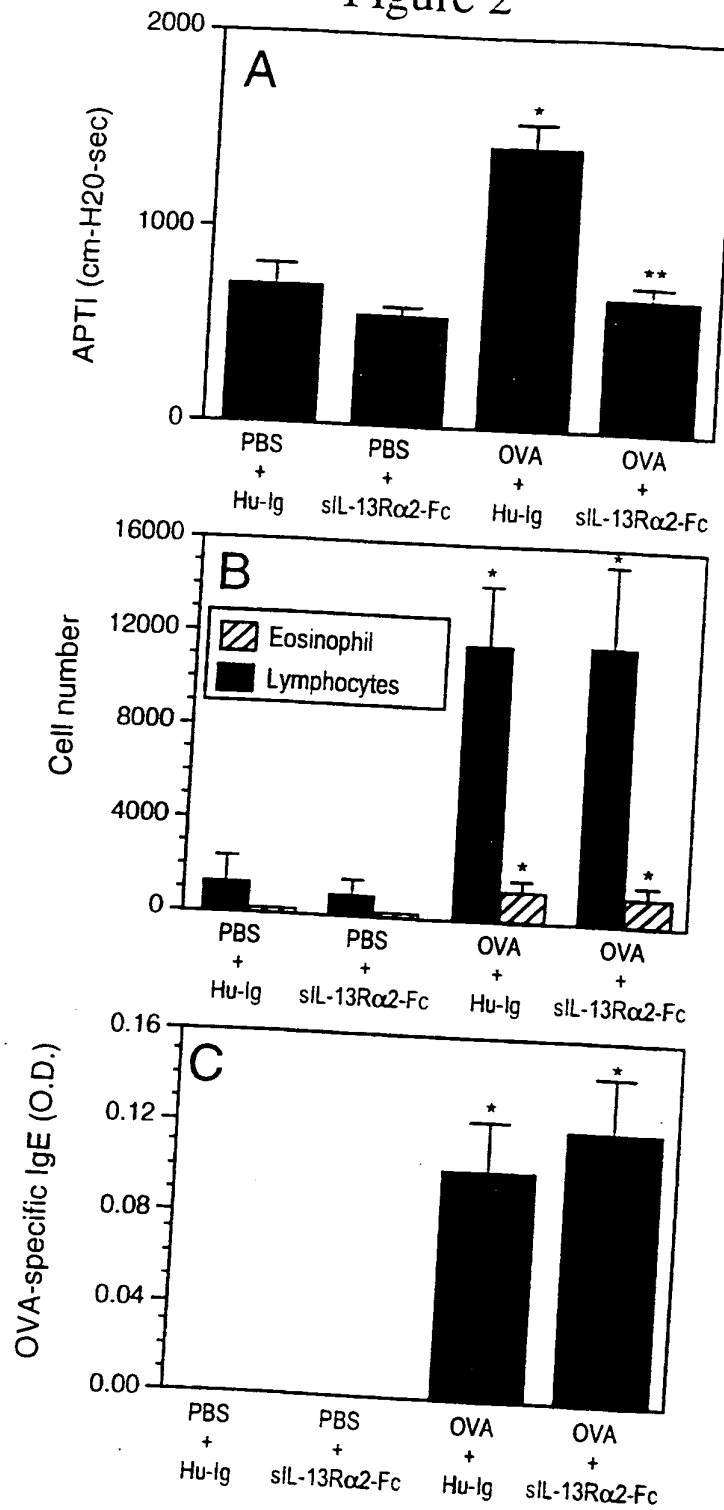 Figure 2
2000
A
*
1000
**
0
APTI (cm-H20-sec)
PBS PBS OVA OVA
+ + + +
Hu-Ig sIL-13Rα2-Fc Hu-Ig sIL-13Rα2-Fc
16000
B
* *
Eosinophil
12000
Lymphocytes
8000
4000
* *
0
Cell number
PBS PBS OVA OVA
+ + + +
Hu-Ig sIL-13Rα2-Fc Hu-Ig sIL-13Rα2-Fc
0.16
C
* *
0.12
0.08
0.04
0.00
OVA-specific IgE (O.D.)
PBS PBS OVA OVA
+ + + +
Hu-Ig sIL-13Rα2-Fc Hu-Ig sIL-13Rα2-Fc